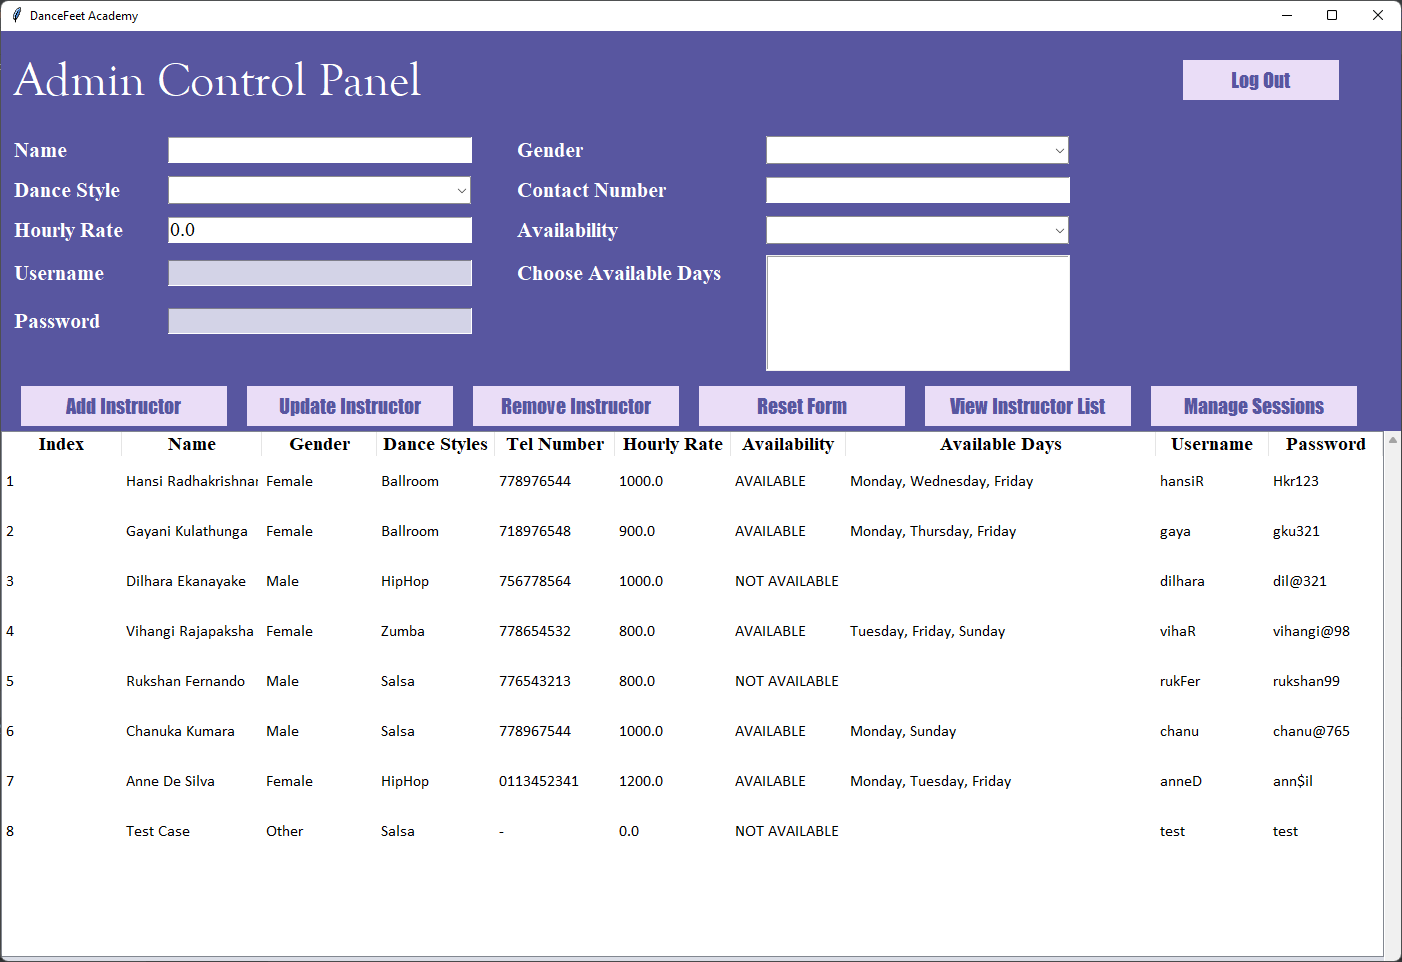 DanceFeet Academy
Admin Control Panel
Log Out
Name
Gender
Dance Style
Contact Number
Hourly Rate 0.0
Availability
Username
Choose Available Days
Password
Add Instructor Update Instructor Remove Instructor Reset Form View Instructor List Manage Sessions
Index Name Gender Dance Styles Tel Number Hourly Rate Availability Available Days Username Password
1 Hansi Radhakrishnan Female Ballroom 778976544 1000.0 AVAILABLE Monday, Wednesday, Friday hansiR Hkr123
2 Gayani Kulathunga Female Ballroom 718976548 900.0 AVAILABLE Monday, Thursday, Friday gaya gku321
3 Dilhara Ekanayake Male HipHop 756778564 1000.0 NOT AVAILABLE dilhara dil@321
4 Vihangi Rajapaksha Female Zumba 778654532 800.0 AVAILABLE Tuesday, Friday, Sunday vihaR vihangi@98
5 Rukshan Fernando Male Salsa 776543213 800.0 NOT AVAILABLE rukFer rukshan99
6 Chanuka Kumara Male Salsa 778967544 1000.0 AVAILABLE Monday, Sunday chanu chanu@765
7 Anne De Silva Female HipHop 0113452341 1200.0 AVAILABLE Monday, Tuesday, Friday anneD ann$il
8 Test Case Other Salsa - 0.0 NOT AVAILABLE test test